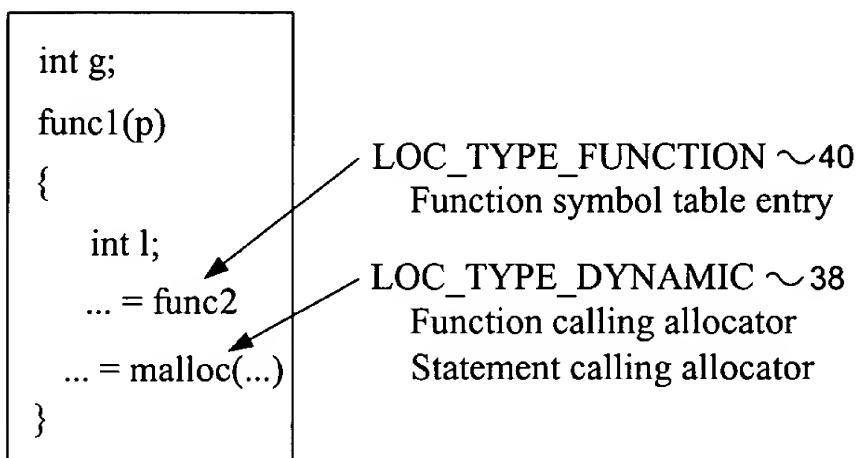 int g;
func1(p)
{
int l;
... = func2
... = malloc(...)
}
LOC_TYPE_FUNCTION ~40
Function symbol table entry
LOC_TYPE_DYNAMIC ~38
Function calling allocator
Statement calling allocator